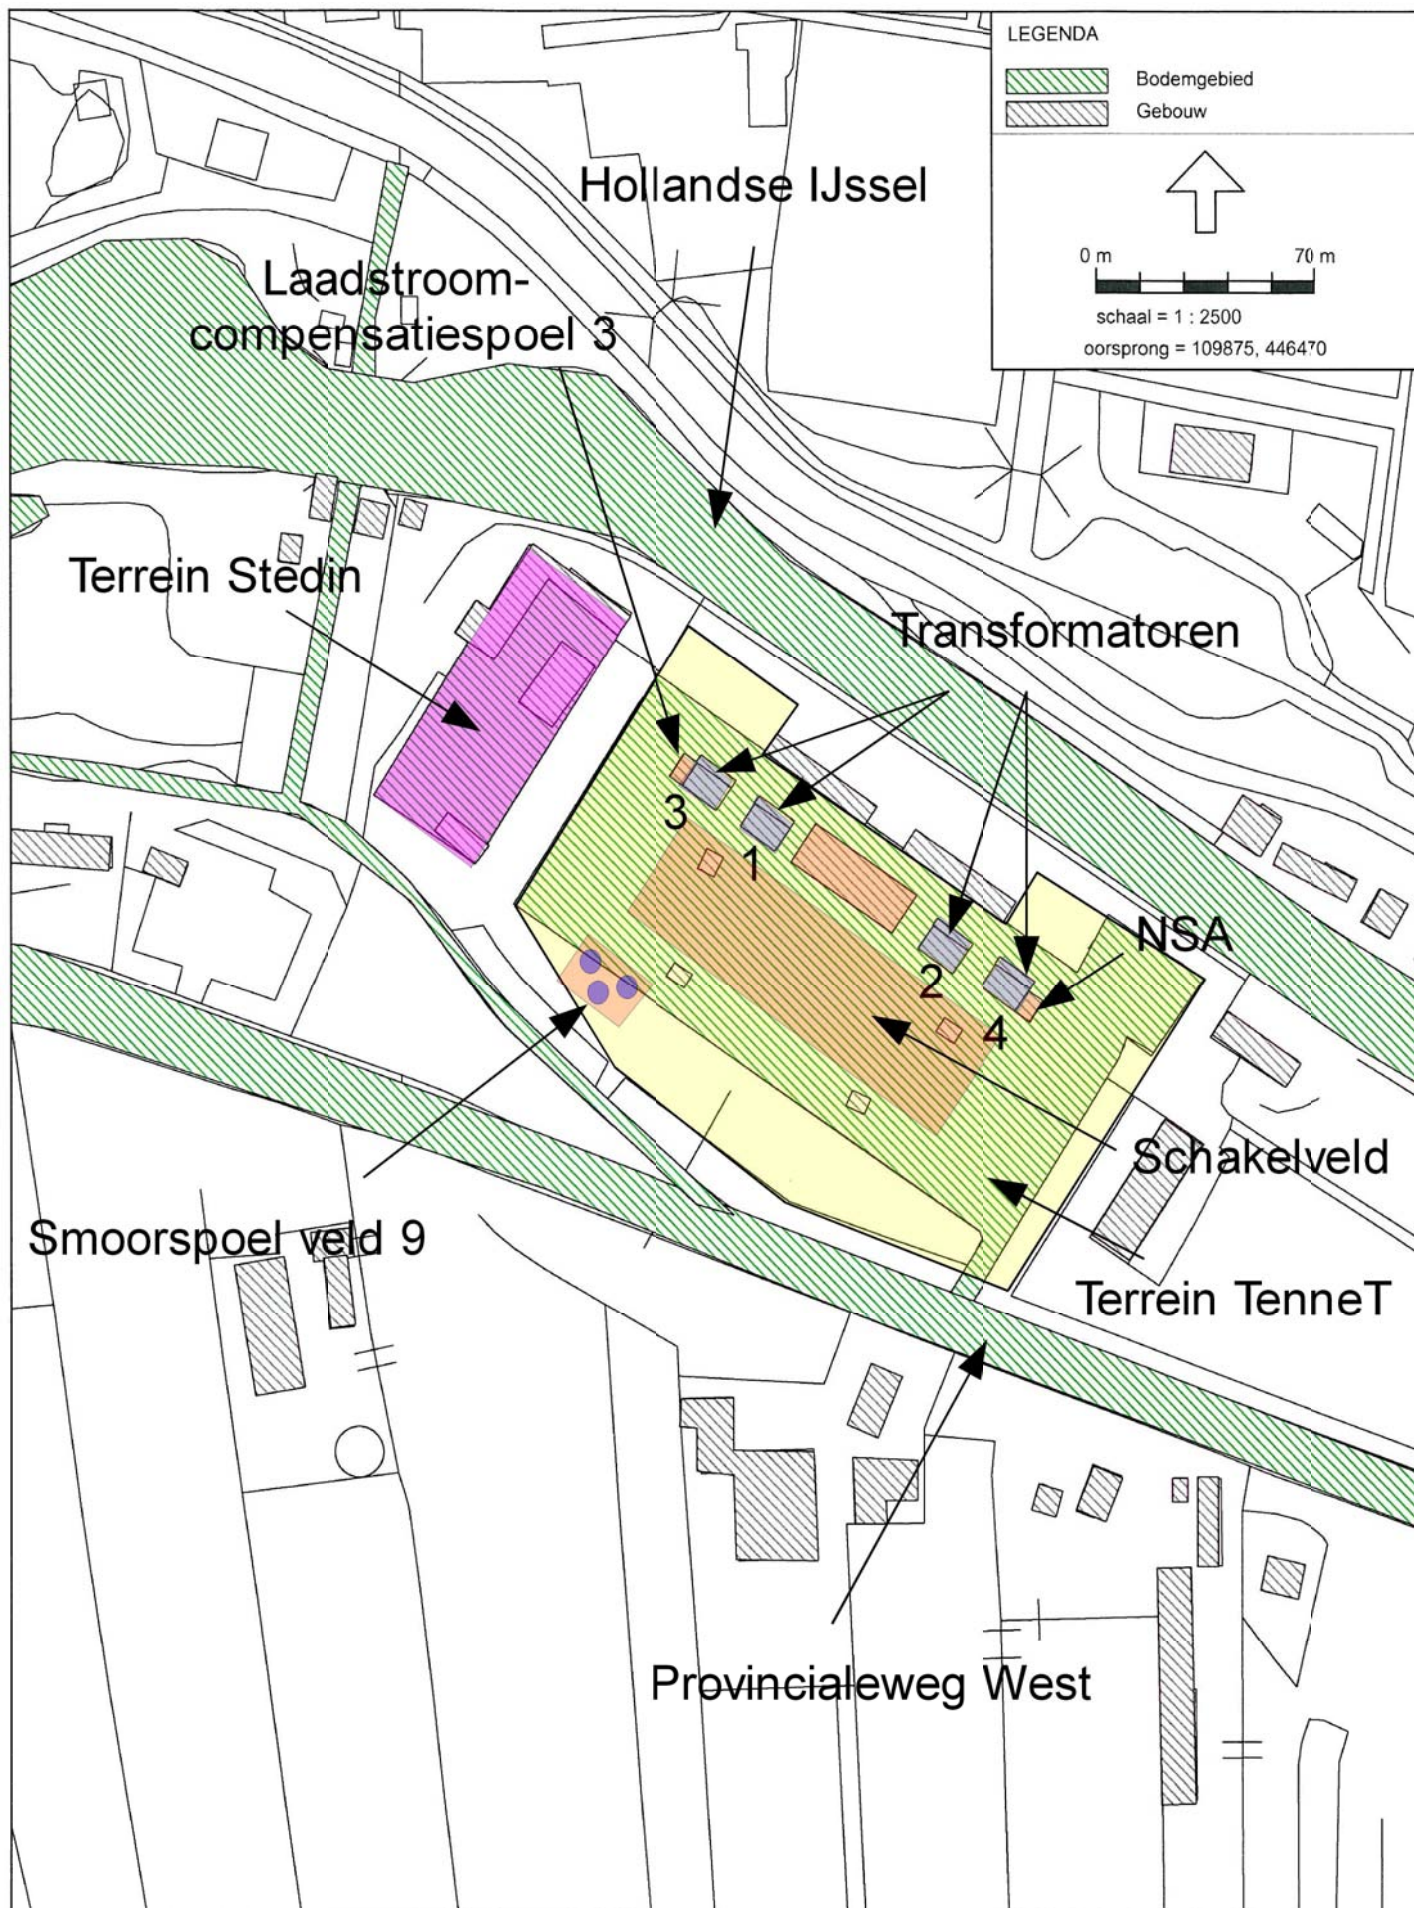 LEGENDA
Bodemgebied
Gebouw
0 m 70 m
schaal = 1 : 2500
oorsprong = 109875, 446470
Hollandse IJssel
Laadstroom-
compensatiespoel 3
Terrein Stedin
Transformatoren
3
1
2
4
NSA
Schakelveld
Smoorspoel veld 9
Terrein TenneT
Provincialeweg West